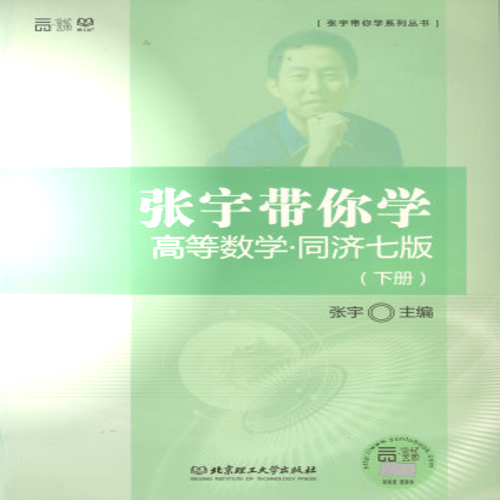 [ 张宇带你学系列丛书 ]
张宇带你学
高等数学·同济七版
(下册)
张宇 主编
北京理工大学出版社